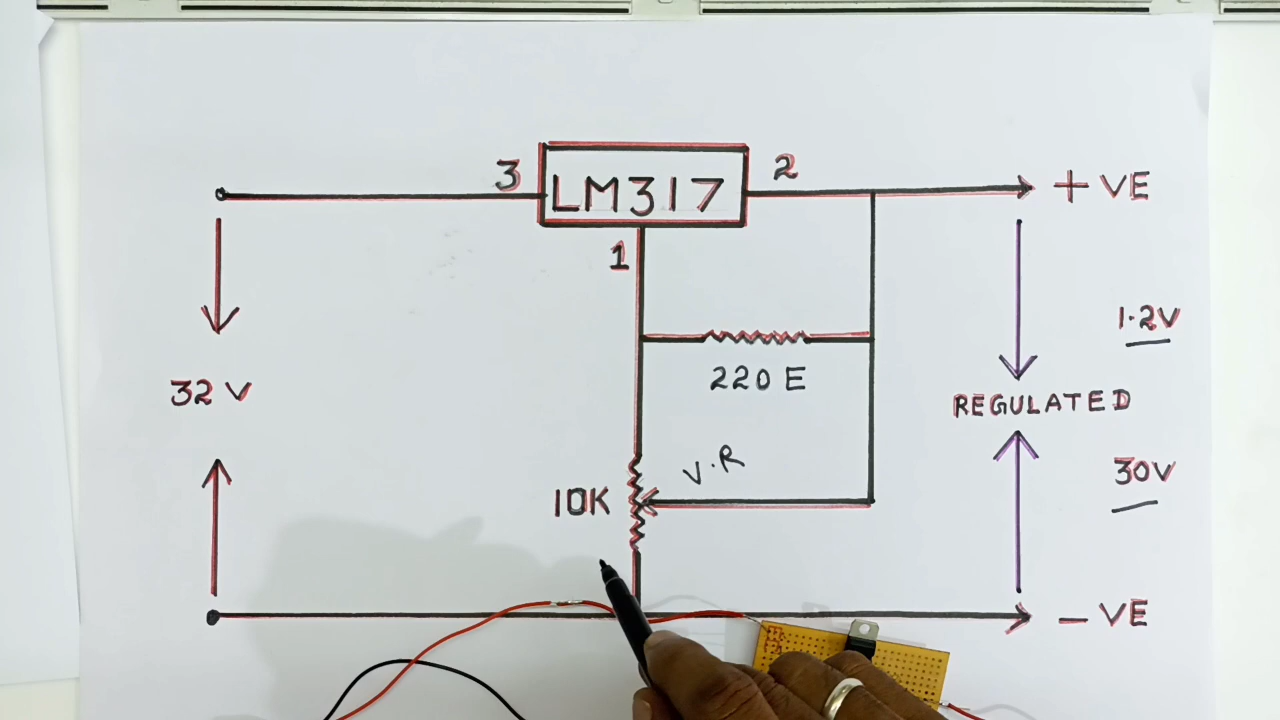 3
LM317
2
+ VE
1
1.2V
32 V
220 E
REGULATED
V.R
30V
10K
- VE